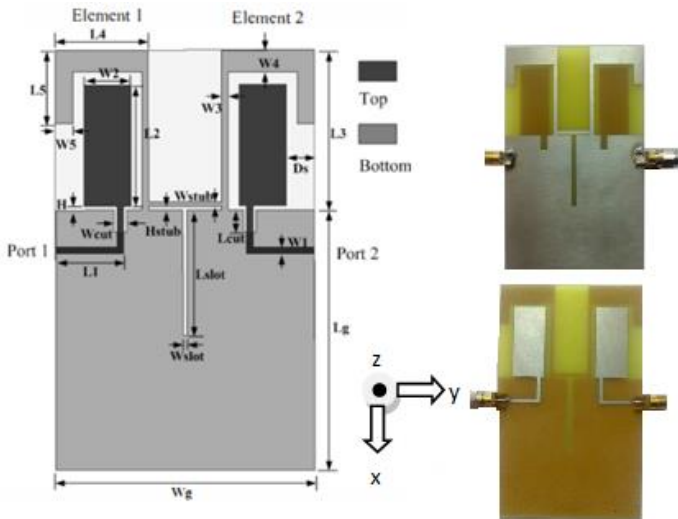 Element 1 Element 2
L4
W4
W2
L5
Top
W3
L2
L3
Bottom
W5
Ds
Wstub
H
Wcut
Hstub
Lcut
W1
Port 1
Port 2
L1
Lslot
Lg
Wslot
z
y
x
Wg